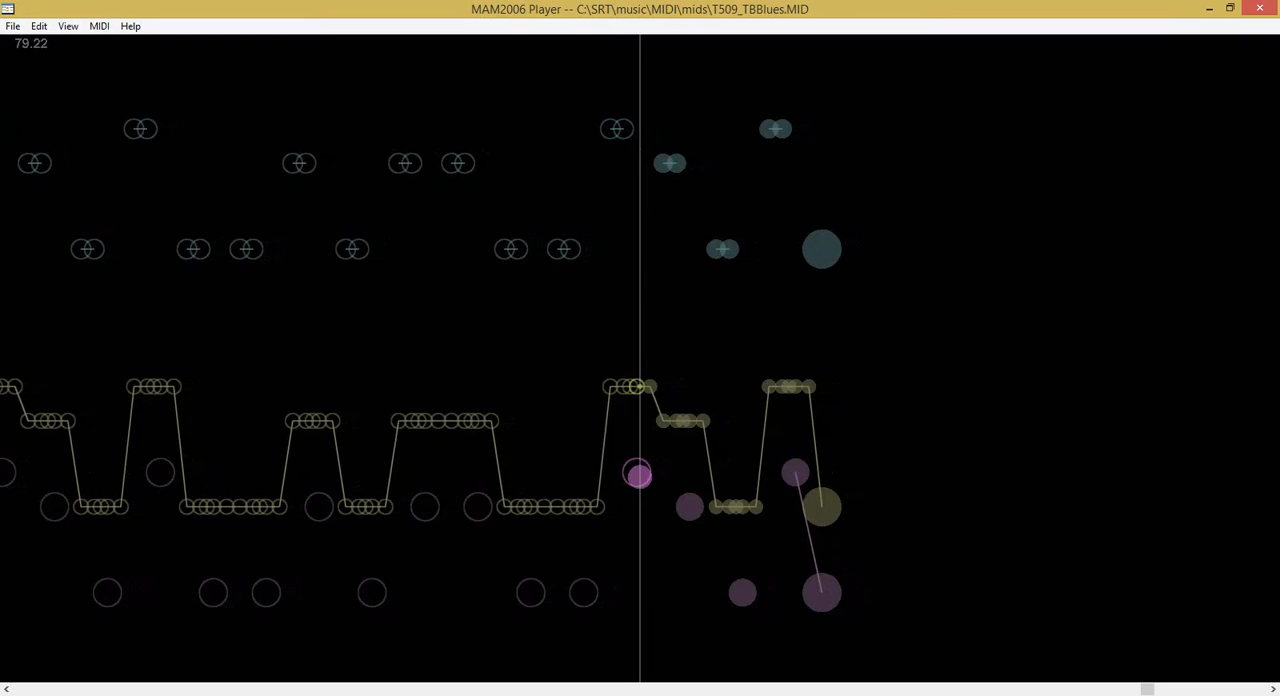 MAM2006 Player -- C:\SRT\music\MIDI\mids\T509_TBBlues.MID
File Edit View MIDI Help
79.22